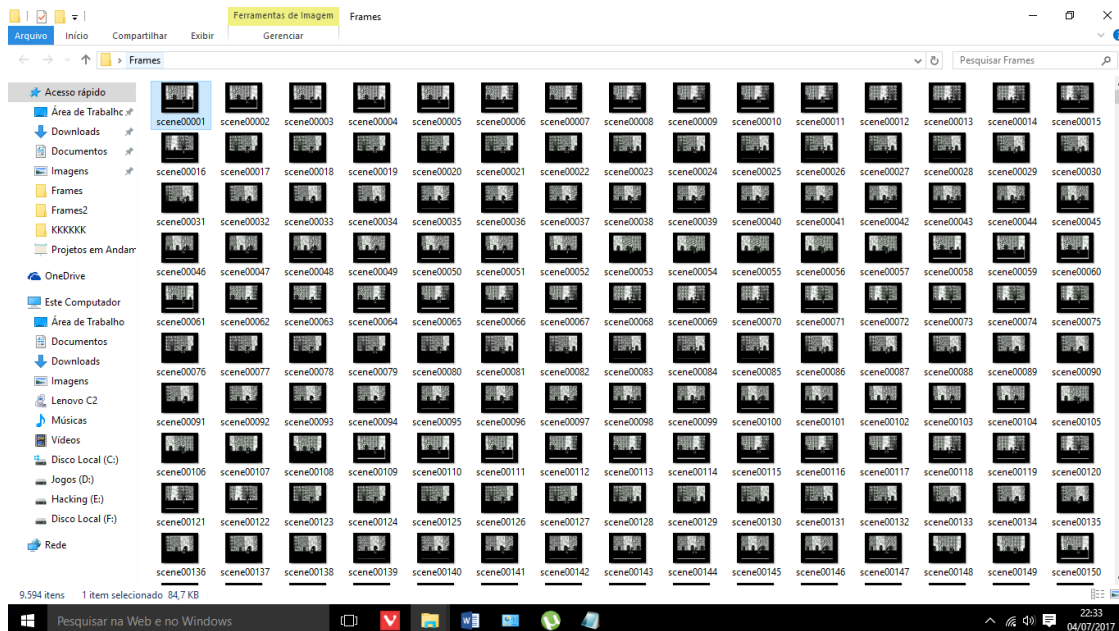 Ferramentas de Imagem Frames
Arquivo Início Compartilhar Exibir Gerenciar
Frames Pesquisar Frames
Acesso rápido
Área de Trabalhc
Downloads
Documentos
Imagens
Frames
Frames2
KKKKKK
Projetos em Andam
OneDrive
Este Computador
Área de Trabalho
Documentos
Downloads
Imagens
Lenovo C2
Músicas
Vídeos
Disco Local (C:)
Jogos (D:)
Hacking (E:)
Disco Local (F:)
Rede
scene00001 scene00002 scene00003 scene00004 scene00005 scene00006 scene00007 scene00008 scene00009 scene00010 scene00011 scene00012 scene00013 scene00014 scene00015
scene00016 scene00017 scene00018 scene00019 scene00020 scene00021 scene00022 scene00023 scene00024 scene00025 scene00026 scene00027 scene00028 scene00029 scene00030
scene00031 scene00032 scene00033 scene00034 scene00035 scene00036 scene00037 scene00038 scene00039 scene00040 scene00041 scene00042 scene00043 scene00044 scene00045
scene00046 scene00047 scene00048 scene00049 scene00050 scene00051 scene00052 scene00053 scene00054 scene00055 scene00056 scene00057 scene00058 scene00059 scene00060
scene00061 scene00062 scene00063 scene00064 scene00065 scene00066 scene00067 scene00068 scene00069 scene00070 scene00071 scene00072 scene00073 scene00074 scene00075
scene00076 scene00077 scene00078 scene00079 scene00080 scene00081 scene00082 scene00083 scene00084 scene00085 scene00086 scene00087 scene00088 scene00089 scene00090
scene00091 scene00092 scene00093 scene00094 scene00095 scene00096 scene00097 scene00098 scene00099 scene00100 scene00101 scene00102 scene00103 scene00104 scene00105
scene00106 scene00107 scene00108 scene00109 scene00110 scene00111 scene00112 scene00113 scene00114 scene00115 scene00116 scene00117 scene00118 scene00119 scene00120
scene00121 scene00122 scene00123 scene00124 scene00125 scene00126 scene00127 scene00128 scene00129 scene00130 scene00131 scene00132 scene00133 scene00134 scene00135
scene00136 scene00137 scene00138 scene00139 scene00140 scene00141 scene00142 scene00143 scene00144 scene00145 scene00146 scene00147 scene00148 scene00149 scene00150
9.594 itens 1 item selecionado 84,7 KB
Pesquisar na Web e no Windows
22:33
04/07/2017